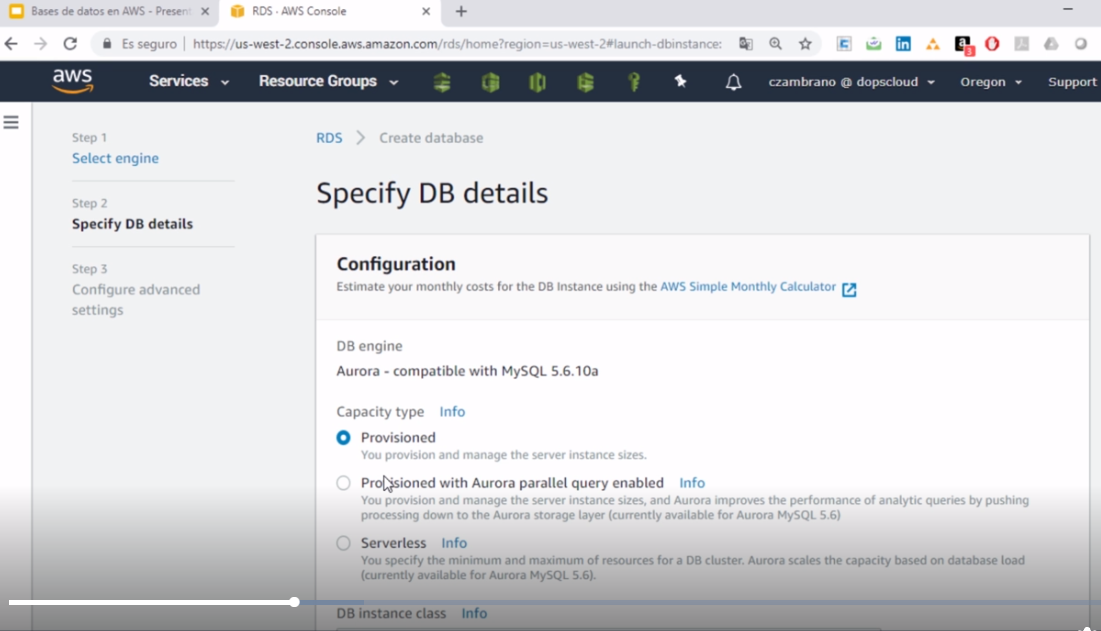 Bases de datos en AWS - Present
RDS - AWS Console
Es seguro
https://us-west-2.console.aws.amazon.com/rds/home?region=us-west-2#launch-dbinstance:
aws
Services
Resource Groups
czambrano @ dopscloud
Oregon
Support
Step 1
Select engine
Step 2
Specify DB details
Step 3
Configure advanced
settings
RDS
Create database
Specify DB details
Configuration
Estimate your monthly costs for the DB Instance using the AWS Simple Monthly Calculator
DB engine
Aurora - compatible with MySQL 5.6.10a
Capacity type Info
Provisioned
You provision and manage the server instance sizes.
Provisioned with Aurora parallel query enabled Info
You provision and manage the server instance sizes, and Aurora improves the performance of analytic queries by pushing
processing down to the Aurora storage layer (currently available for Aurora MySQL 5.6)
Serverless Info
You specify the minimum and maximum of resources for a DB cluster. Aurora scales the capacity based on database load
(currently available for Aurora MySQL 5.6).
DB instance class Info